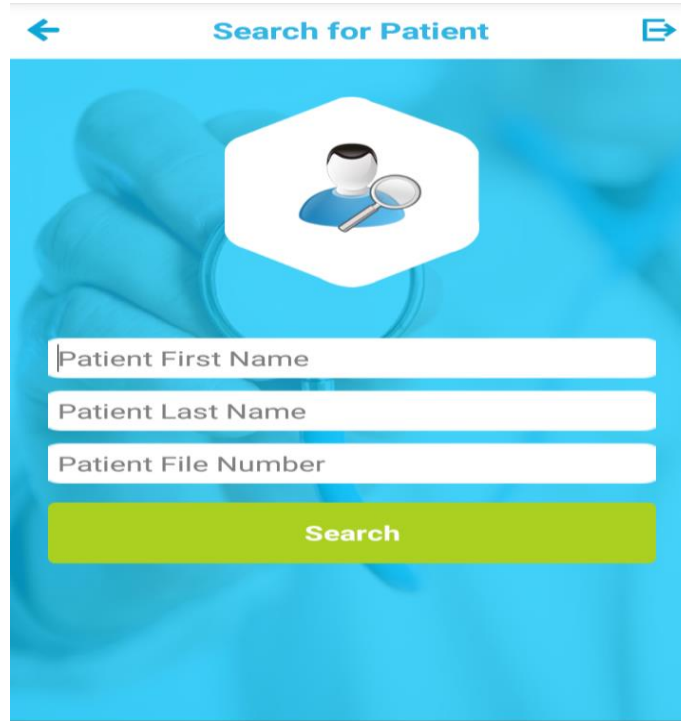 Search for Patient
Patient First Name
Patient Last Name
Patient File Number
Search